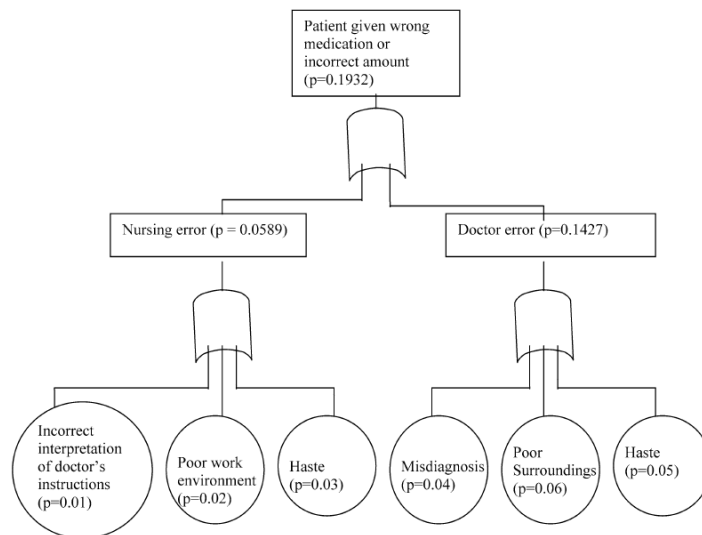 Patient given wrong
medication or
incorrect amount
(p=0.1932)
Nursing error (p = 0.0589)
Doctor error (p=0.1427)
Incorrect
interpretation
of doctor's
instructions
(p=0.01)
Poor work
environment
(p=0.02)
Haste
(p=0.03)
Misdiagnosis
(p=0.04)
Poor
Surroundings
(p=0.06)
Haste
(p=0.05)